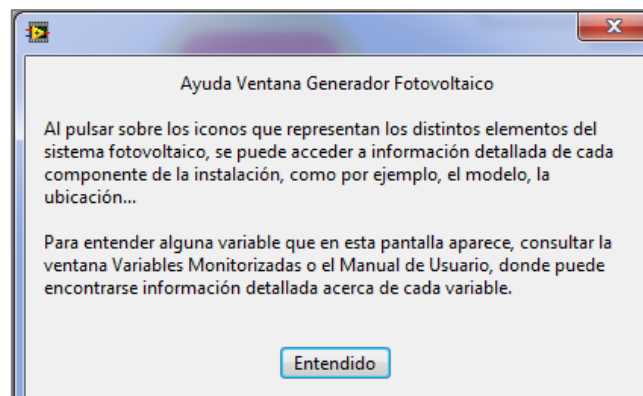 Ayuda Ventana Generador Fotovoltaico
Al pulsar sobre los iconos que representan los distintos elementos del
sistema fotovoltaico, se puede acceder a información detallada de cada
componente de la instalación, como por ejemplo, el modelo, la
ubicación...
Para entender alguna variable que en esta pantalla aparece, consultar la
ventana Variables Monitorizadas o el Manual de Usuario, donde puede
encontrarse información detallada acerca de cada variable.
Entendido